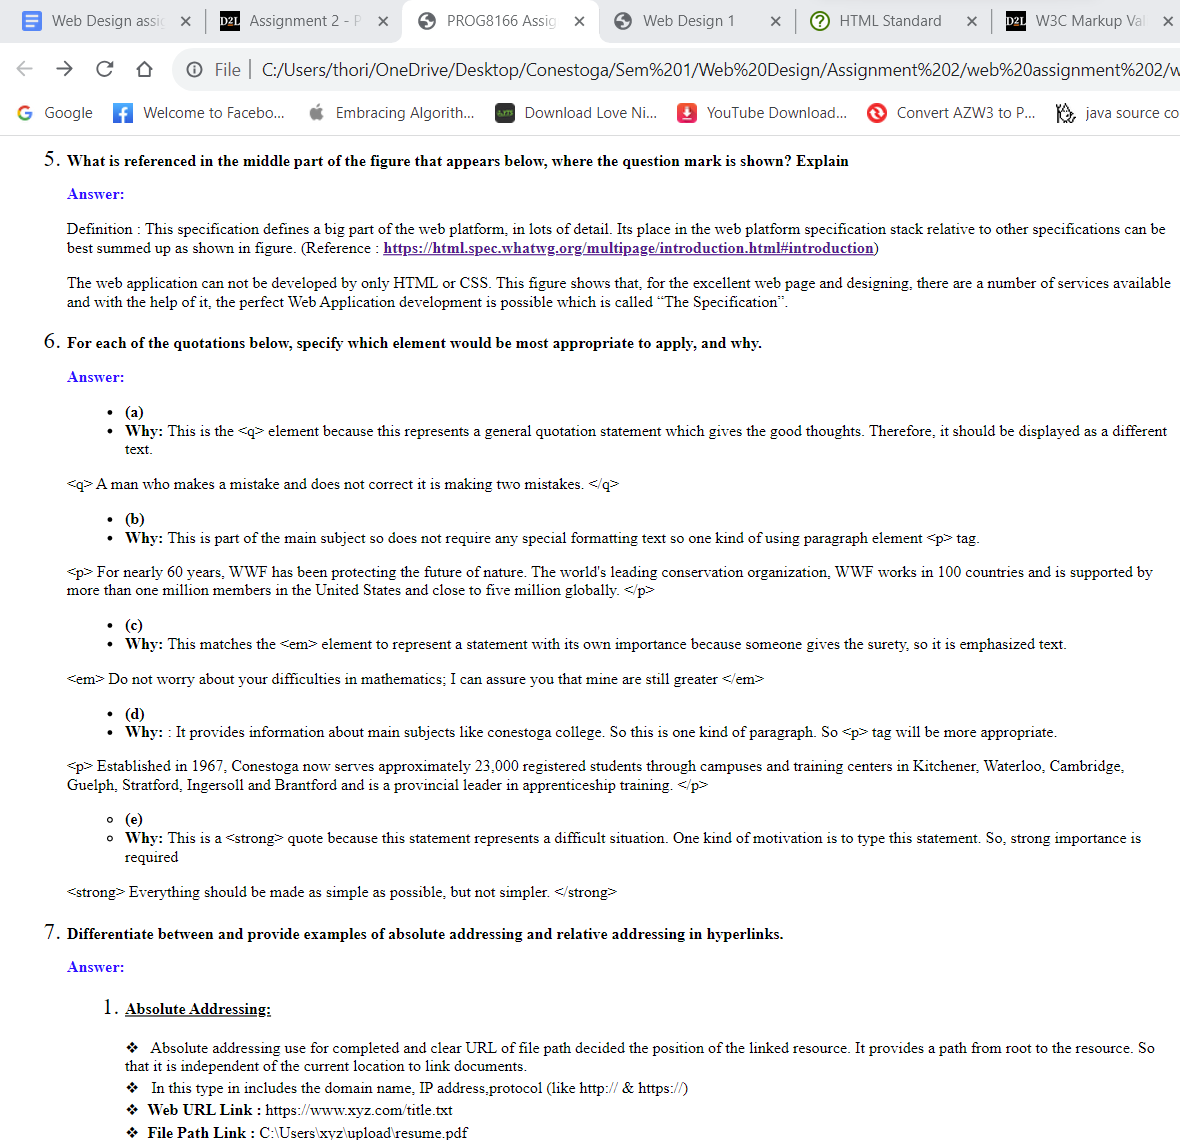 Web Design assig
Assignment 2 - P
PROG8166 Assig
Web Design 1
HTML Standard
W3C Markup Val
File
C:/Users/thori/OneDrive/Desktop/Conestoga/Sem%201/Web%20Design/Assignment%202/web%20assignment%202/w
Google
Welcome to Facebo...
Embracing Algorith...
Download Love Ni...
YouTube Download...
Convert AZW3 to P...
java source co
5. What is referenced in the middle part of the figure that appears below, where the question mark is shown? Explain
Answer:
Definition : This specification defines a big part of the web platform, in lots of detail. Its place in the web platform specification stack relative to other specifications can be
best summed up as shown in figure. (Reference : https://html.spec.whatwg.org/multipage/introduction.html#introduction)
The web application can not be developed by only HTML or CSS. This figure shows that, for the excellent web page and designing, there are a number of services available
and with the help of it, the perfect Web Application development is possible which is called “The Specification”.
6. For each of the quotations below, specify which element would be most appropriate to apply, and why.
Answer:
• (a)
• Why: This is the <q> element because this represents a general quotation statement which gives the good thoughts. Therefore, it should be displayed as a different
text.
<q> A man who makes a mistake and does not correct it is making two mistakes. </q>
• (b)
• Why: This is part of the main subject so does not require any special formatting text so one kind of using paragraph element <p> tag.
<p> For nearly 60 years, WWF has been protecting the future of nature. The world's leading conservation organization, WWF works in 100 countries and is supported by
more than one million members in the United States and close to five million globally. </p>
• (c)
• Why: This matches the <em> element to represent a statement with its own importance because someone gives the surety, so it is emphasized text.
<em> Do not worry about your difficulties in mathematics; I can assure you that mine are still greater </em>
• (d)
• Why: : It provides information about main subjects like conestoga college. So this is one kind of paragraph. So <p> tag will be more appropriate.
<p> Established in 1967, Conestoga now serves approximately 23,000 registered students through campuses and training centers in Kitchener, Waterloo, Cambridge,
Guelph, Stratford, Ingersoll and Brantford and is a provincial leader in apprenticeship training. </p>
◦ (e)
◦ Why: This is a <strong> quote because this statement represents a difficult situation. One kind of motivation is to type this statement. So, strong importance is
required
<strong> Everything should be made as simple as possible, but not simpler. </strong>
7. Differentiate between and provide examples of absolute addressing and relative addressing in hyperlinks.
Answer:
1. Absolute Addressing:
❖ Absolute addressing use for completed and clear URL of file path decided the position of the linked resource. It provides a path from root to the resource. So
that it is independent of the current location to link documents.
❖ In this type in includes the domain name, IP address,protocol (like http:// & https://)
❖ Web URL Link : https://www.xyz.com/title.txt
❖ File Path Link : C:\Users\xyz\upload\resume.pdf